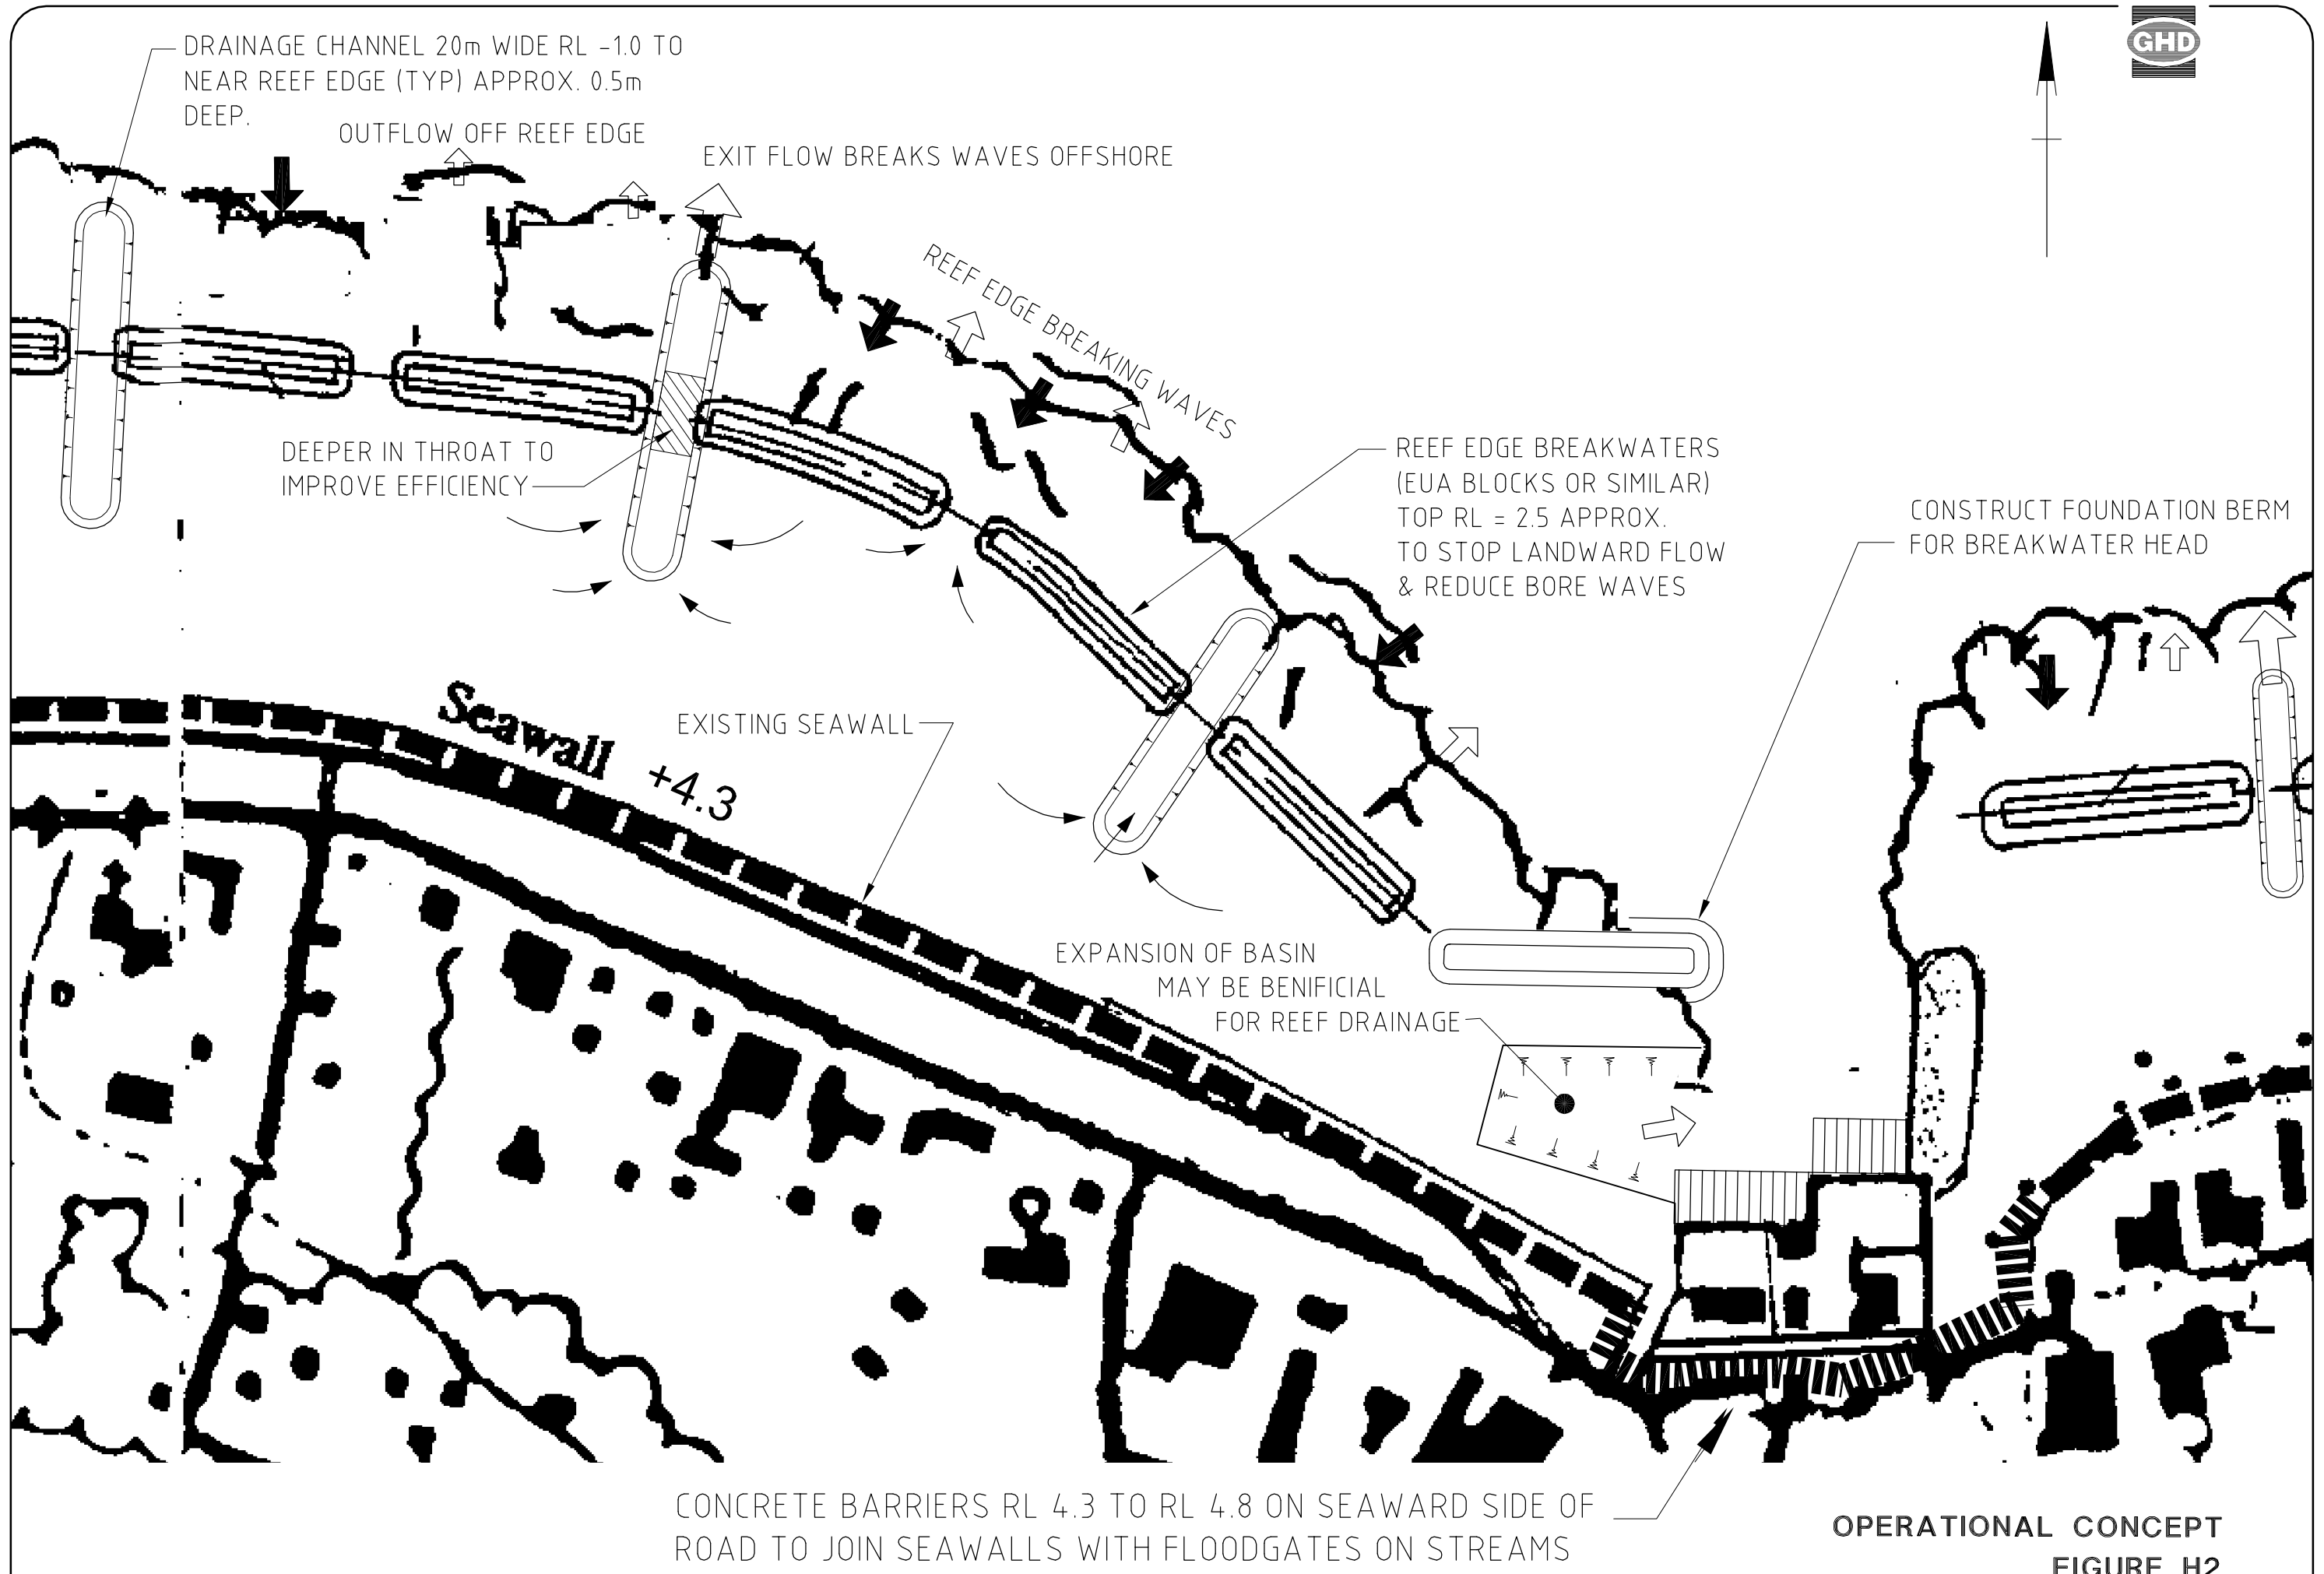 GHD
DRAINAGE CHANNEL 20m WIDE RL -1.0 TO
NEAR REEF EDGE (TYP) APPROX. 0.5m
DEEP.
OUTFLOW OFF REEF EDGE
EXIT FLOW BREAKS WAVES OFFSHORE
REEF EDGE BREAKING WAVES
DEEPER IN THROAT TO
IMPROVE EFFICIENCY
REEF EDGE BREAKWATERS
(EUA BLOCKS OR SIMILAR)
TOP RL = 2.5 APPROX.
TO STOP LANDWARD FLOW
& REDUCE BORE WAVES
CONSTRUCT FOUNDATION BERM
FOR BREAKWATER HEAD
Seawall +4.3
EXISTING SEAWALL
EXPANSION OF BASIN
MAY BE BENIFICIAL
FOR REEF DRAINAGE
CONCRETE BARRIERS RL 4.3 TO RL 4.8 ON SEAWARD SIDE OF
ROAD TO JOIN SEAWALLS WITH FLOODGATES ON STREAMS
OPERATIONAL CONCEPT
FIGURE H2